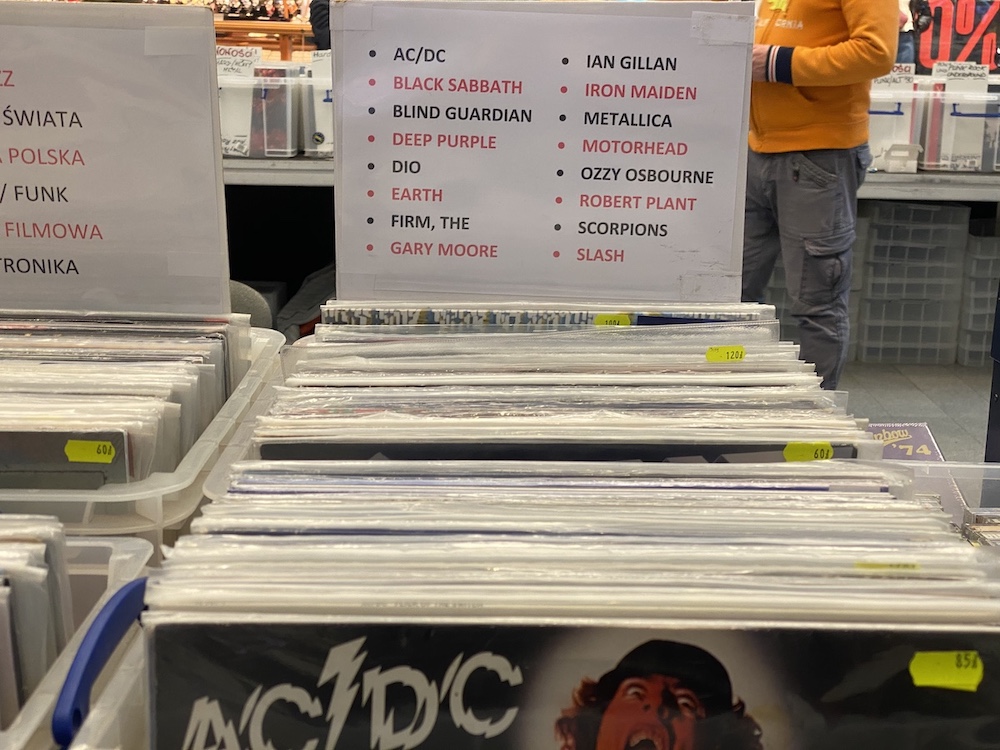 ZZ
ŚWIATA
A POLSKA
/ FUNK
FILMOWA
TRONIKA
• AC/DC
• BLACK SABBATH
• BLIND GUARDIAN
• DEEP PURPLE
• DIO
• EARTH
• FIRM, THE
• GARY MOORE
• IAN GILLAN
• IRON MAIDEN
• METALLICA
• MOTORHEAD
• OZZY OSBOURNE
• ROBERT PLANT
• SCORPIONS
• SLASH
0%
120zł
60zł
60zł
'74
85zł
AC/DC